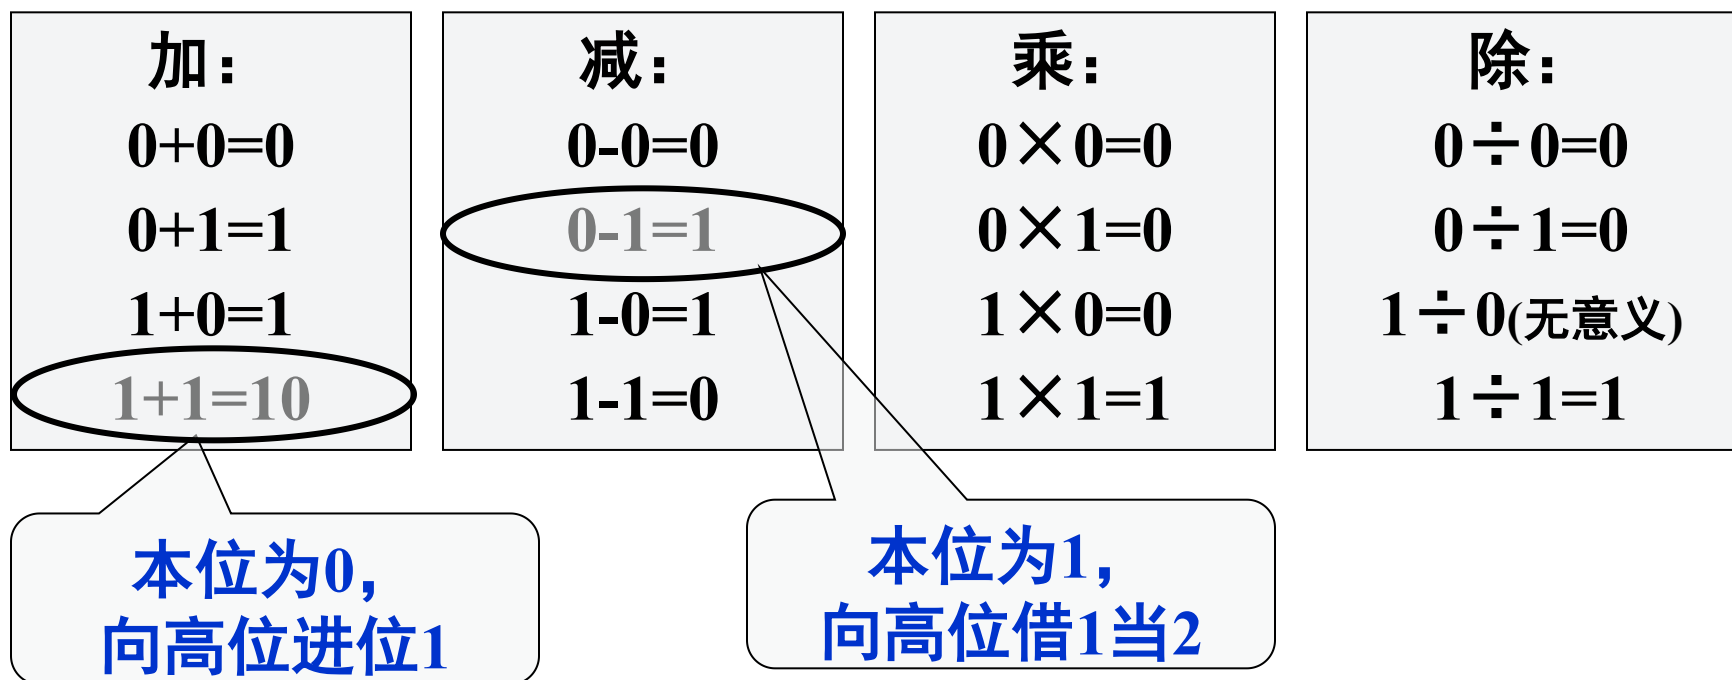 加：
0+0=0
0+1=1
1+0=1
1+1=10
减：
0-0=0
0-1=1
1-0=1
1-1=0
乘：
0×0=0
0×1=0
1×0=0
1×1=1
除：
0÷0=0
0÷1=0
1÷0(无意义)
1÷1=1
本位为0，
向高位进位1
本位为1，
向高位借1当2